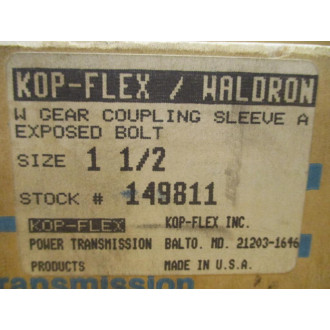 KOP-FLEX / WALDRON
W GEAR COUPLING SLEEVE A
EXPOSED BOLT
SIZE 1 1/2
STOCK # 149811
KOP-FLEX KOP-FLEX INC.
POWER TRANSMISSION BALTO. MD. 21203-1646
PRODUCTS MADE IN U.S.A.
ransmission